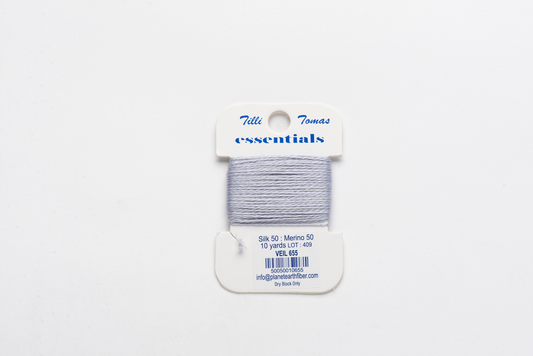 Tilli Tomas
essentials
Silk 50 : Merino 50
10 yards LOT : 409
VEIL 655
50050010655
info@planetearthfiber.com
Dry Block Only